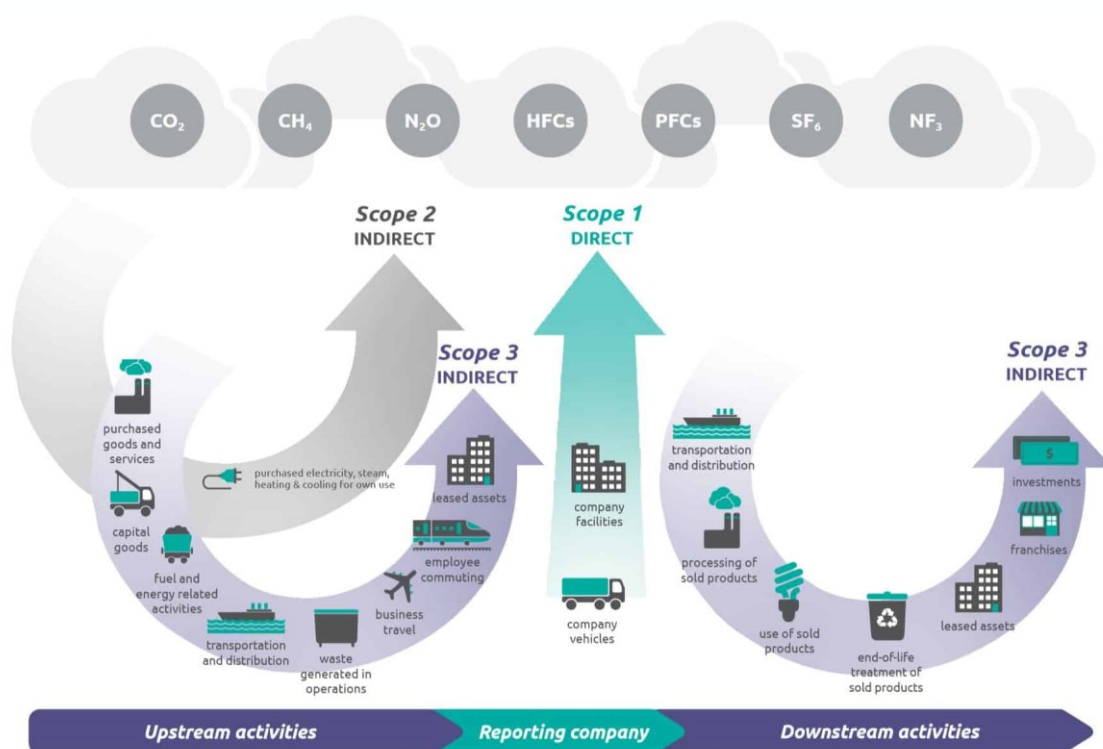 CO₂
CH₄
N₂O
HFCs
PFCs
SF₆
NF₃
Scope 2
INDIRECT
Scope 1
DIRECT
Scope 3
INDIRECT
Scope 3
INDIRECT
purchased
goods and
services
capital
goods
fuel and
energy related
activities
transportation
and distribution
waste
generated in
operations
business
travel
employee
commuting
leased assets
purchased electricity, steam,
heating & cooling for own use
company
facilities
company
vehicles
transportation
and distribution
processing of
sold products
use of sold
products
end-of-life
treatment of
sold products
leased assets
franchises
$
investments
Upstream activities
Reporting company
Downstream activities